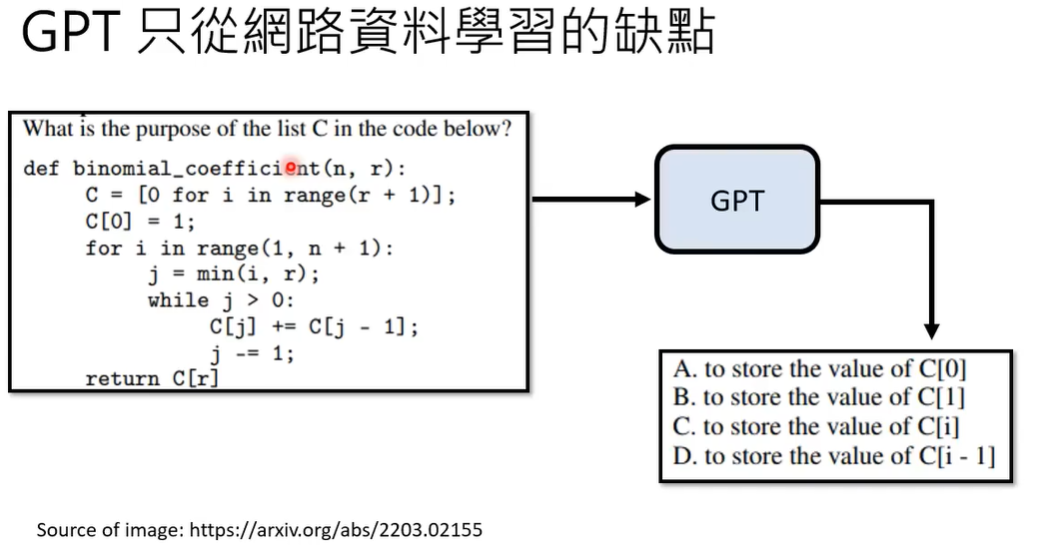 GPT 只從網路資料學習的缺點
What is the purpose of the list C in the code below?
def binomial_coefficient(n, r):
C = [0 for i in range(r + 1)];
C[0] = 1;
for i in range(1, n + 1):
j = min(i, r);
while j > 0:
C[j] += C[j - 1];
j -= 1;
return C[r]
GPT
A. to store the value of C[0]
B. to store the value of C[1]
C. to store the value of C[i]
D. to store the value of C[i - 1]
Source of image: https://arxiv.org/abs/2203.02155